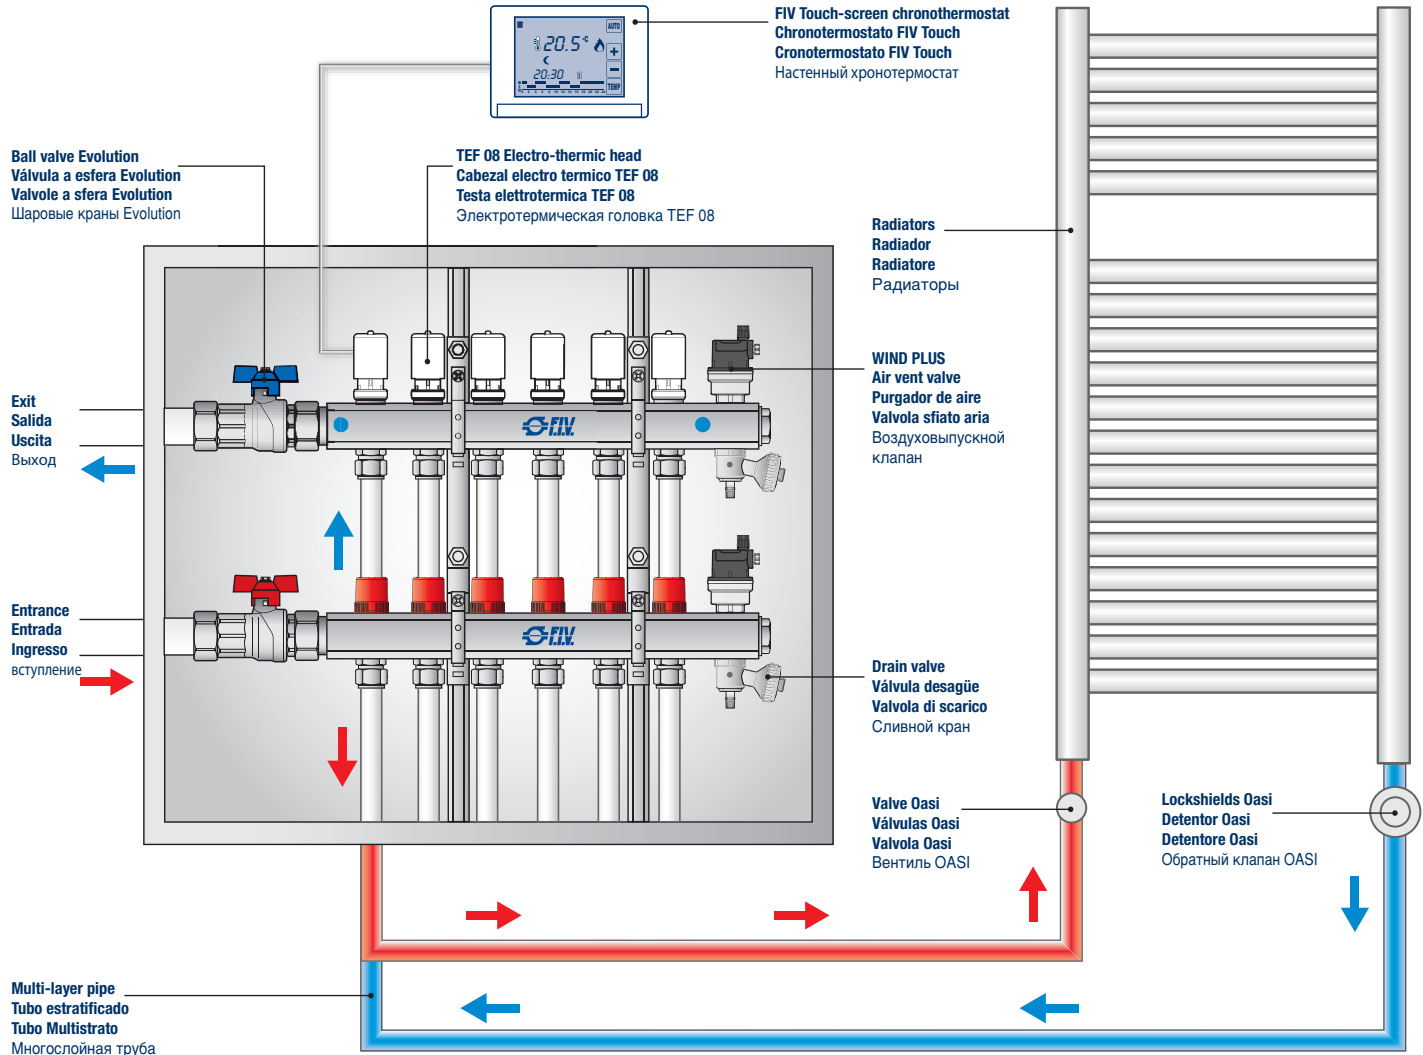 FIV Touch-screen chronothermostat
Chronotermostato FIV Touch
Cronotermostato FIV Touch
Настенный хронотермостат
AUTO
20.5°C
20:30
TEMP
Ball valve Evolution
Válvula a esfera Evolution
Valvole a sfera Evolution
Шаровые краны Evolution
TEF 08 Electro-thermic head
Cabezal electro termico TEF 08
Testa elettrotermica TEF 08
Электротермическая головка TEF 08
Radiators
Radiador
Radiatore
Радиаторы
WIND PLUS
Air vent valve
Purgador de aire
Valvola sfiato aria
Воздуховыпускной
клапан
Exit
Salida
Uscita
Выход
F.I.V.
Entrance
Entrada
Ingresso
вступление
F.I.V.
Drain valve
Válvula desagüe
Valvola di scarico
Сливной кран
Valve Oasi
Válvulas Oasi
Valvola Oasi
Вентиль OASI
Lockshields Oasi
Detentor Oasi
Detentore Oasi
Обратный клапан OASI
Multi-layer pipe
Tubo estratificado
Tubo Multistrato
Многослойная труба